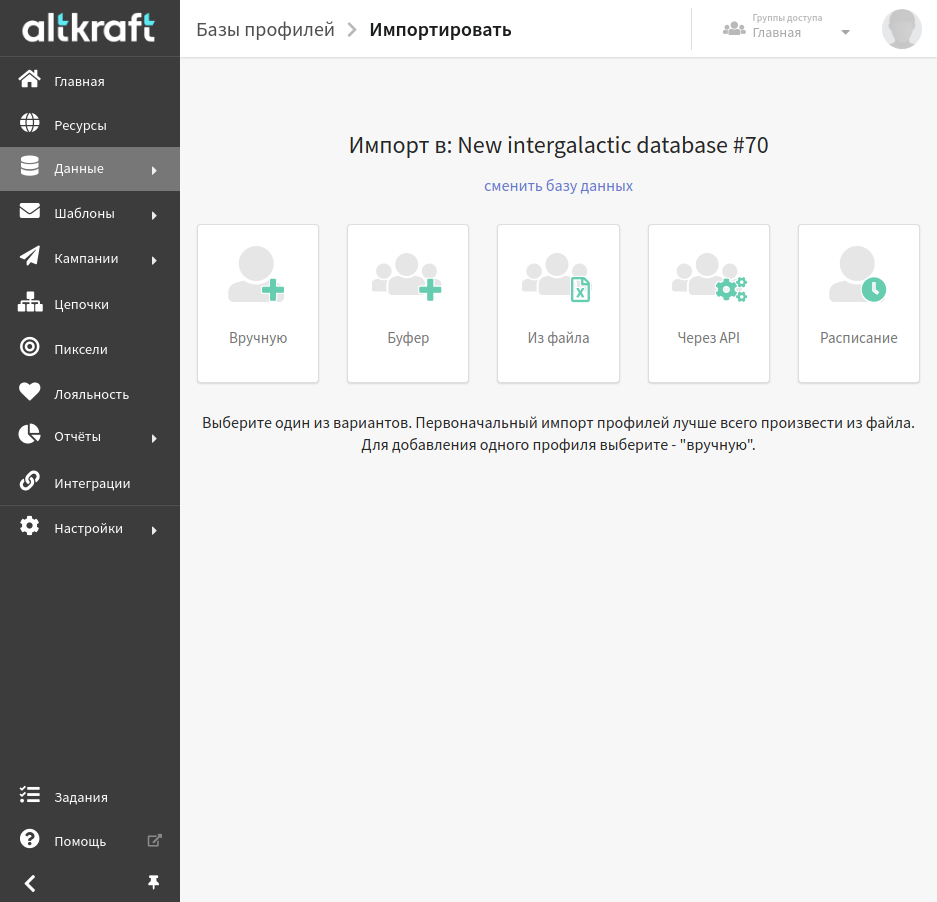 altkraft
Базы профилей
Импортировать
Группы доступа
Главная
Главная
Ресурсы
Данные
Шаблоны
Кампании
Цепочки
Пиксели
Лояльность
Отчёты
Интеграции
Настройки
Задания
Помощь
Импорт в: New intergalactic database #70
сменить базу данных
Вручную
Буфер
Из файла
Через API
Расписание
Выберите один из вариантов. Первоначальный импорт профилей лучше всего произвести из файла.
Для добавления одного профиля выберите - "вручную".